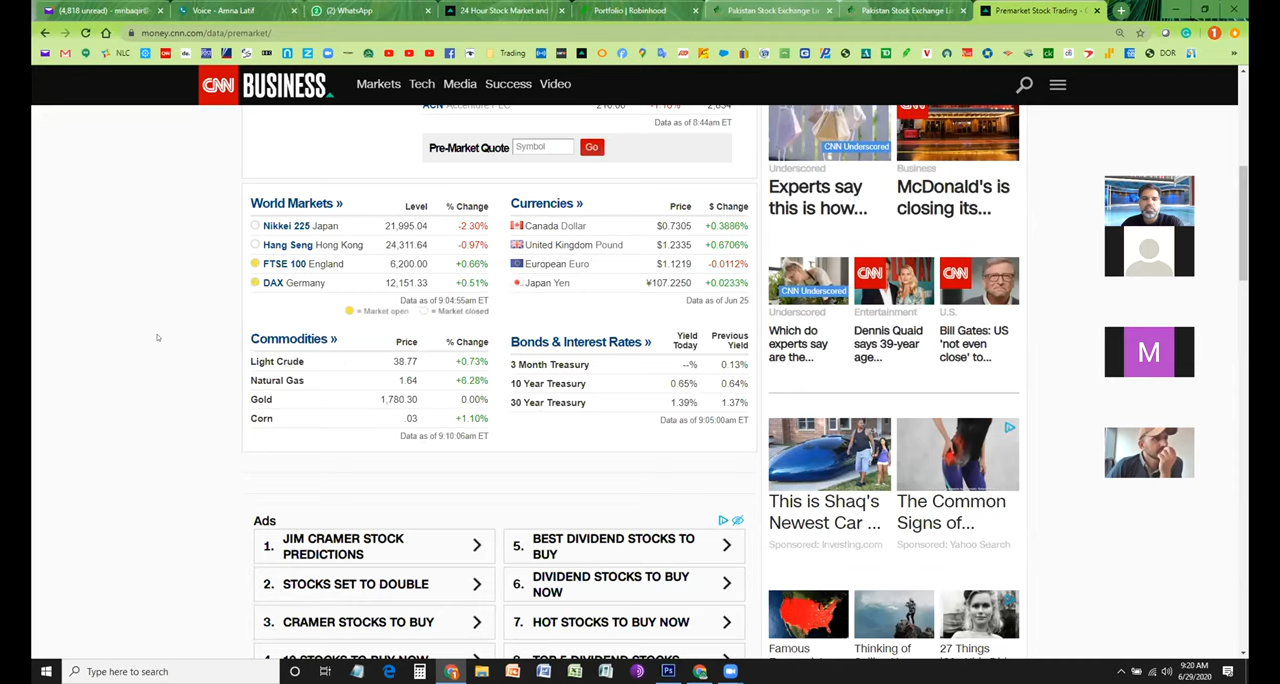 (4,818 unread) - mnbaqir@
Voice - Amna Latif
(2) WhatsApp
24 Hour Stock Market and
Portfolio | Robinhood
Pakistan Stock Exchange L
Pakistan Stock Exchange L
Premarket Stock Trading -
money.cnn.com/data/premarket/
NLC
Trading
DOR
CNN BUSINESS
Markets Tech Media Success Video
Data as of 8:44am ET
Pre-Market Quote Symbol Go
World Markets » Level % Change
Nikkei 225 Japan 21,995.04 -2.30%
Hang Seng Hong Kong 24,311.64 -0.97%
FTSE 100 England 6,200.00 +0.66%
DAX Germany 12,151.33 +0.51%
Data as of 9:04:55am ET
= Market open = Market closed
Currencies » Price $ Change
Canada Dollar $0.7305 +0.3886%
United Kingdom Pound $1.2335 +0.6706%
European Euro $1.1219 -0.0112%
Japan Yen ¥107.2250 +0.0233%
Data as of Jun 25
Commodities » Price % Change
Light Crude 38.77 +0.73%
Natural Gas 1.64 +6.28%
Gold 1,780.30 0.00%
Corn .03 +1.10%
Data as of 9:10:06am ET
Bonds & Interest Rates » Yield Today Previous Yield
3 Month Treasury --% 0.13%
10 Year Treasury 0.65% 0.64%
30 Year Treasury 1.39% 1.37%
Data as of 9:05:00am ET
Ads
1. JIM CRAMER STOCK
PREDICTIONS
2. STOCKS SET TO DOUBLE
3. CRAMER STOCKS TO BUY
5. BEST DIVIDEND STOCKS TO
BUY
6. DIVIDEND STOCKS TO BUY
NOW
7. HOT STOCKS TO BUY NOW
CNN Underscored
Underscored
Experts say
this is how...
Business
McDonald's is
closing its...
CNN Underscored
Underscored
Which do
experts say
are the...
CNN
Entertainment
Dennis Quaid
says 39-year
age...
CNN
U.S.
Bill Gates: US
'not even
close' to...
This is Shaq's
Newest Car ...
Sponsored: Investing.com
The Common
Signs of...
Sponsored: Yahoo Search
Famous
Thinking of
27 Things
M
Type here to search
9:20 AM
6/29/2020